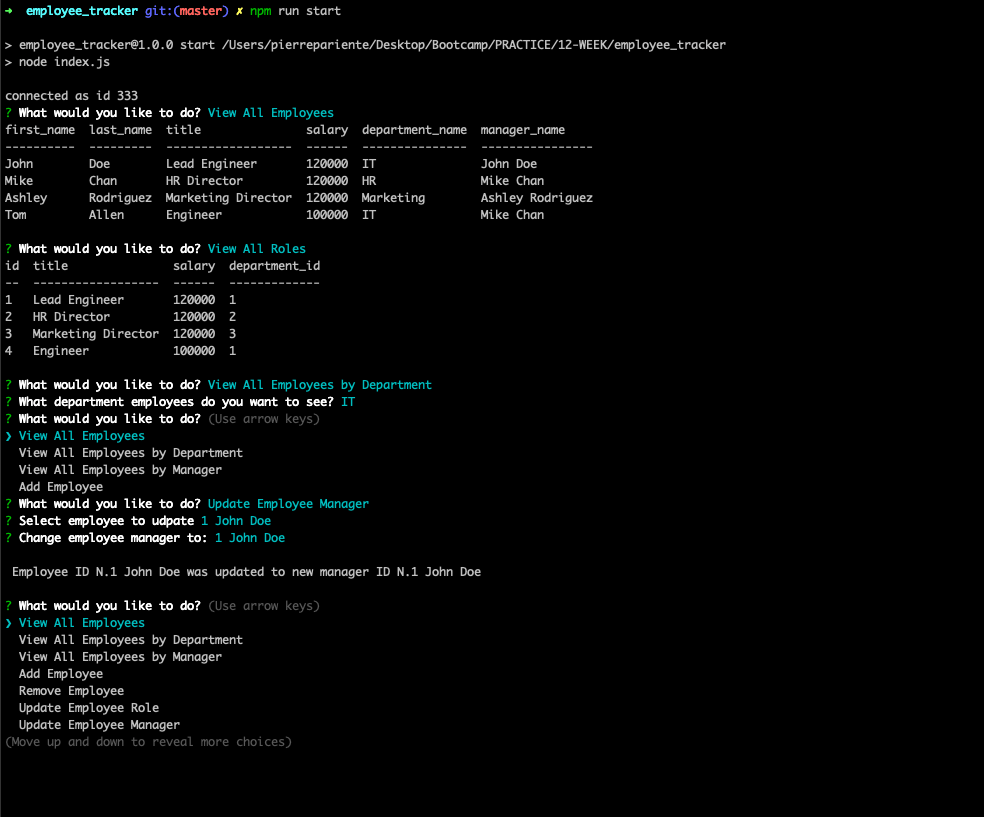 → employee_tracker git:(master) ✗ npm run start
> employee_tracker@1.0.0 start /Users/pierrepariente/Desktop/Bootcamp/PRACTICE/12-WEEK/employee_tracker
> node index.js
connected as id 333
? What would you like to do? View All Employees
first_name  last_name  title               salary  department_name  manager_name
----------  ---------  ------------------  ------  ---------------  ----------------
John        Doe        Lead Engineer       120000  IT               John Doe
Mike        Chan       HR Director         120000  HR               Mike Chan
Ashley      Rodriguez  Marketing Director  120000  Marketing        Ashley Rodriguez
Tom         Allen      Engineer            100000  IT               Mike Chan
? What would you like to do? View All Roles
id  title               salary  department_id
--  ------------------  ------  -------------
1   Lead Engineer       120000  1
2   HR Director         120000  2
3   Marketing Director  120000  3
4   Engineer            100000  1
? What would you like to do? View All Employees by Department
? What department employees do you want to see? IT
? What would you like to do? (Use arrow keys)
❯ View All Employees
  View All Employees by Department
  View All Employees by Manager
  Add Employee
? What would you like to do? Update Employee Manager
? Select employee to udpate 1 John Doe
? Change employee manager to: 1 John Doe
 Employee ID N.1 John Doe was updated to new manager ID N.1 John Doe
? What would you like to do? (Use arrow keys)
❯ View All Employees
  View All Employees by Department
  View All Employees by Manager
  Add Employee
  Remove Employee
  Update Employee Role
  Update Employee Manager
(Move up and down to reveal more choices)